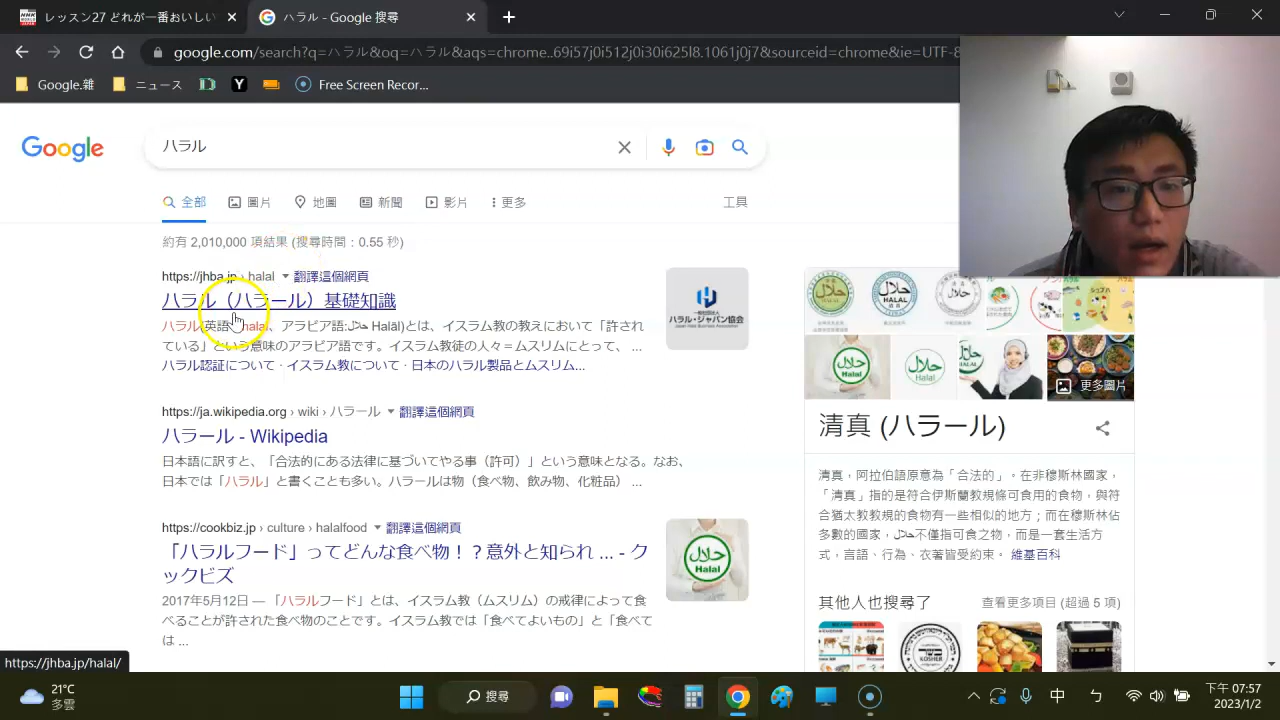 NHK WORLD JAPAN レッスン27 どれが一番おいし
ハラル - Google 搜尋
google.com/search?q=ハラル&oq=ハラル&aqs=chrome..69i57j0i512j0i30i625l8.1061j0j7&sourceid=chrome&ie=UTF-8
Google.雜
ニュース
Free Screen Recor...
Google
ハラル
全部
圖片
地圖
新聞
影片
更多
工具
約有 2,010,000 項結果 (搜尋時間：0.55 秒)
https://jhba.jp › halal 翻譯這個網頁
ハラル（ハラール）基礎知識
アラビア語:حلال Halal)とは、イスラム教の教えにおいて「許され
ている」という意味のアラビア語です。イスラム教徒の人々＝ムスリムにとって、 ...
ハラル認証について · イスラム教について · 日本のハラル製品とムスリム...
一般社団法人
ハラル・ジャパン協会
https://ja.wikipedia.org › wiki › ハラール 翻譯這個網頁
ハラール - Wikipedia
日本語に訳すと、「合法的にある法律に基づいてやる事（許可）」という意味となる。なお、
日本では「ハラル」と書くことも多い。ハラールは物（食べ物、飲み物、化粧品） ...
https://cookbiz.jp › culture › halalfood 翻譯這個網頁
「ハラルフード」ってどんな食べ物！？意外と知られ ... - ク
ックビズ
2017年5月12日 — 「ハラルフード」とは、イスラム教（ムスリム）の戒律によって食
べることが許された食べ物のことです。イスラム教では「食べてよいもの」と「食べて
は ...
حلال
HALAL
HALAL
HALAL
حلال
Halal
حلال
Halal
حلال
Halal
更多圖片
清真 (ハラール)
清真，阿拉伯語原意為「合法的」。在非穆斯林國家，
「清真」指的是符合伊斯蘭教規條可食用的食物，與符
合猶太教教規的食物有一些相似的地方；而在穆斯林佔
多數的國家，حلال不僅指可食之物，而是一套生活方
式，言語、行為、衣著皆受約束。 維基百科
其他人也搜尋了
查看更多項目 (超過 5 項)
KOSHER
https://jhba.jp/halal/
21°C
多雲
搜尋
中
下午 07:57
2023/1/2